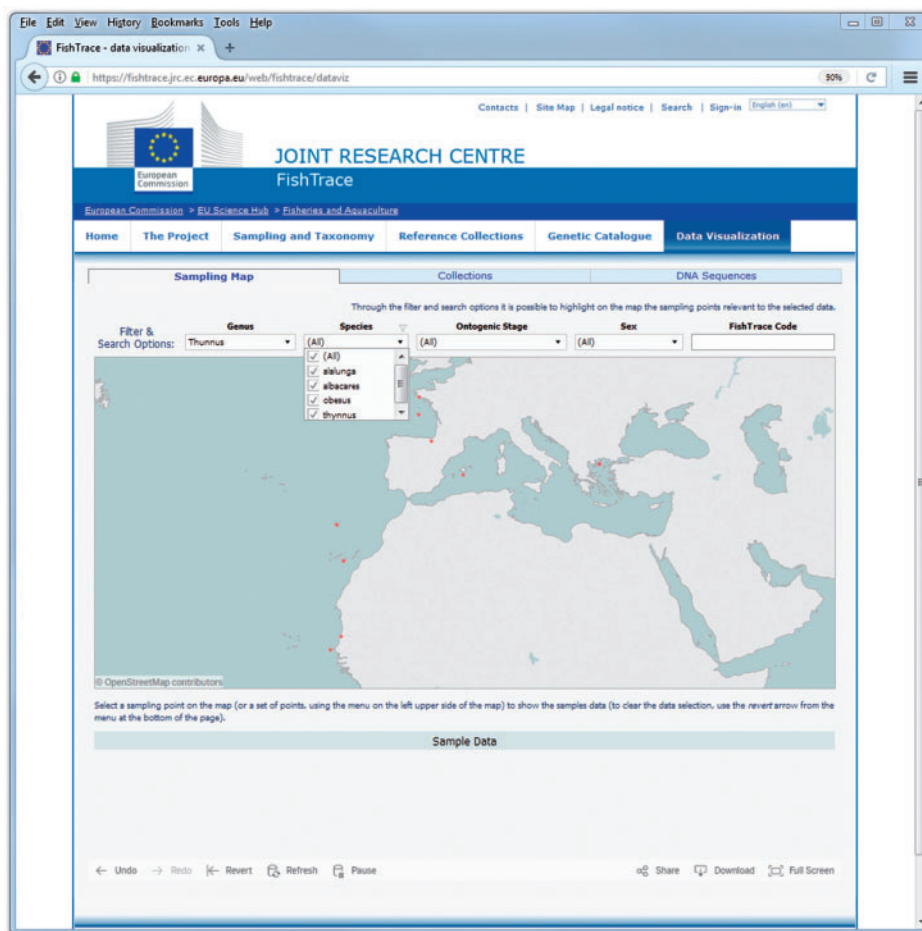 File Edit View History Bookmarks Tools Help
FishTrace - data visualization × +
https://fishtrace.jrc.ec.europa.eu/web/fishtrace/dataviz 90%
Contacts | Site Map | Legal notice | Search | Sign-in English (en)
European
Commission
JOINT RESEARCH CENTRE
FishTrace
European Commission > EU Science Hub > Fisheries and Aquaculture
Home The Project Sampling and Taxonomy Reference Collections Genetic Catalogue Data Visualization
Sampling Map Collections DNA Sequences
Through the filter and search options it is possible to highlight on the map the sampling points relevant to the selected data.
Filter &
Search Options:
Genus Species Ontogenic Stage Sex FishTrace Code
Thunnus (All) (All) (All)
(All)
alalunga
albacares
obesus
thynnus
© OpenStreetMap contributors
Select a sampling point on the map (or a set of points, using the menu on the left upper side of the map) to show the samples data (to clear the data selection, use the revert arrow from the
menu at the bottom of the page).
Sample Data
← Undo → Redo Revert Refresh Pause Share Download Full Screen